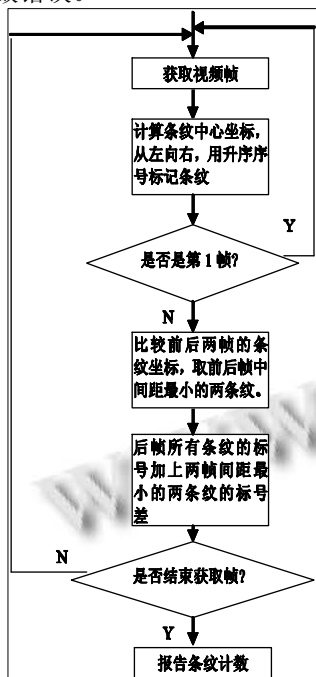 获取视频帧
计算条纹中心坐标，
从左向右，用升序序
号标记条纹
Y
是否是第1帧?
N
比较前后两帧的条
纹坐标，取前后帧中
间距最小的两条纹。
后帧所有条纹的标
号加上两帧间距最
小的两条纹的标号
差
N
是否结束获取帧?
Y
报告条纹计数